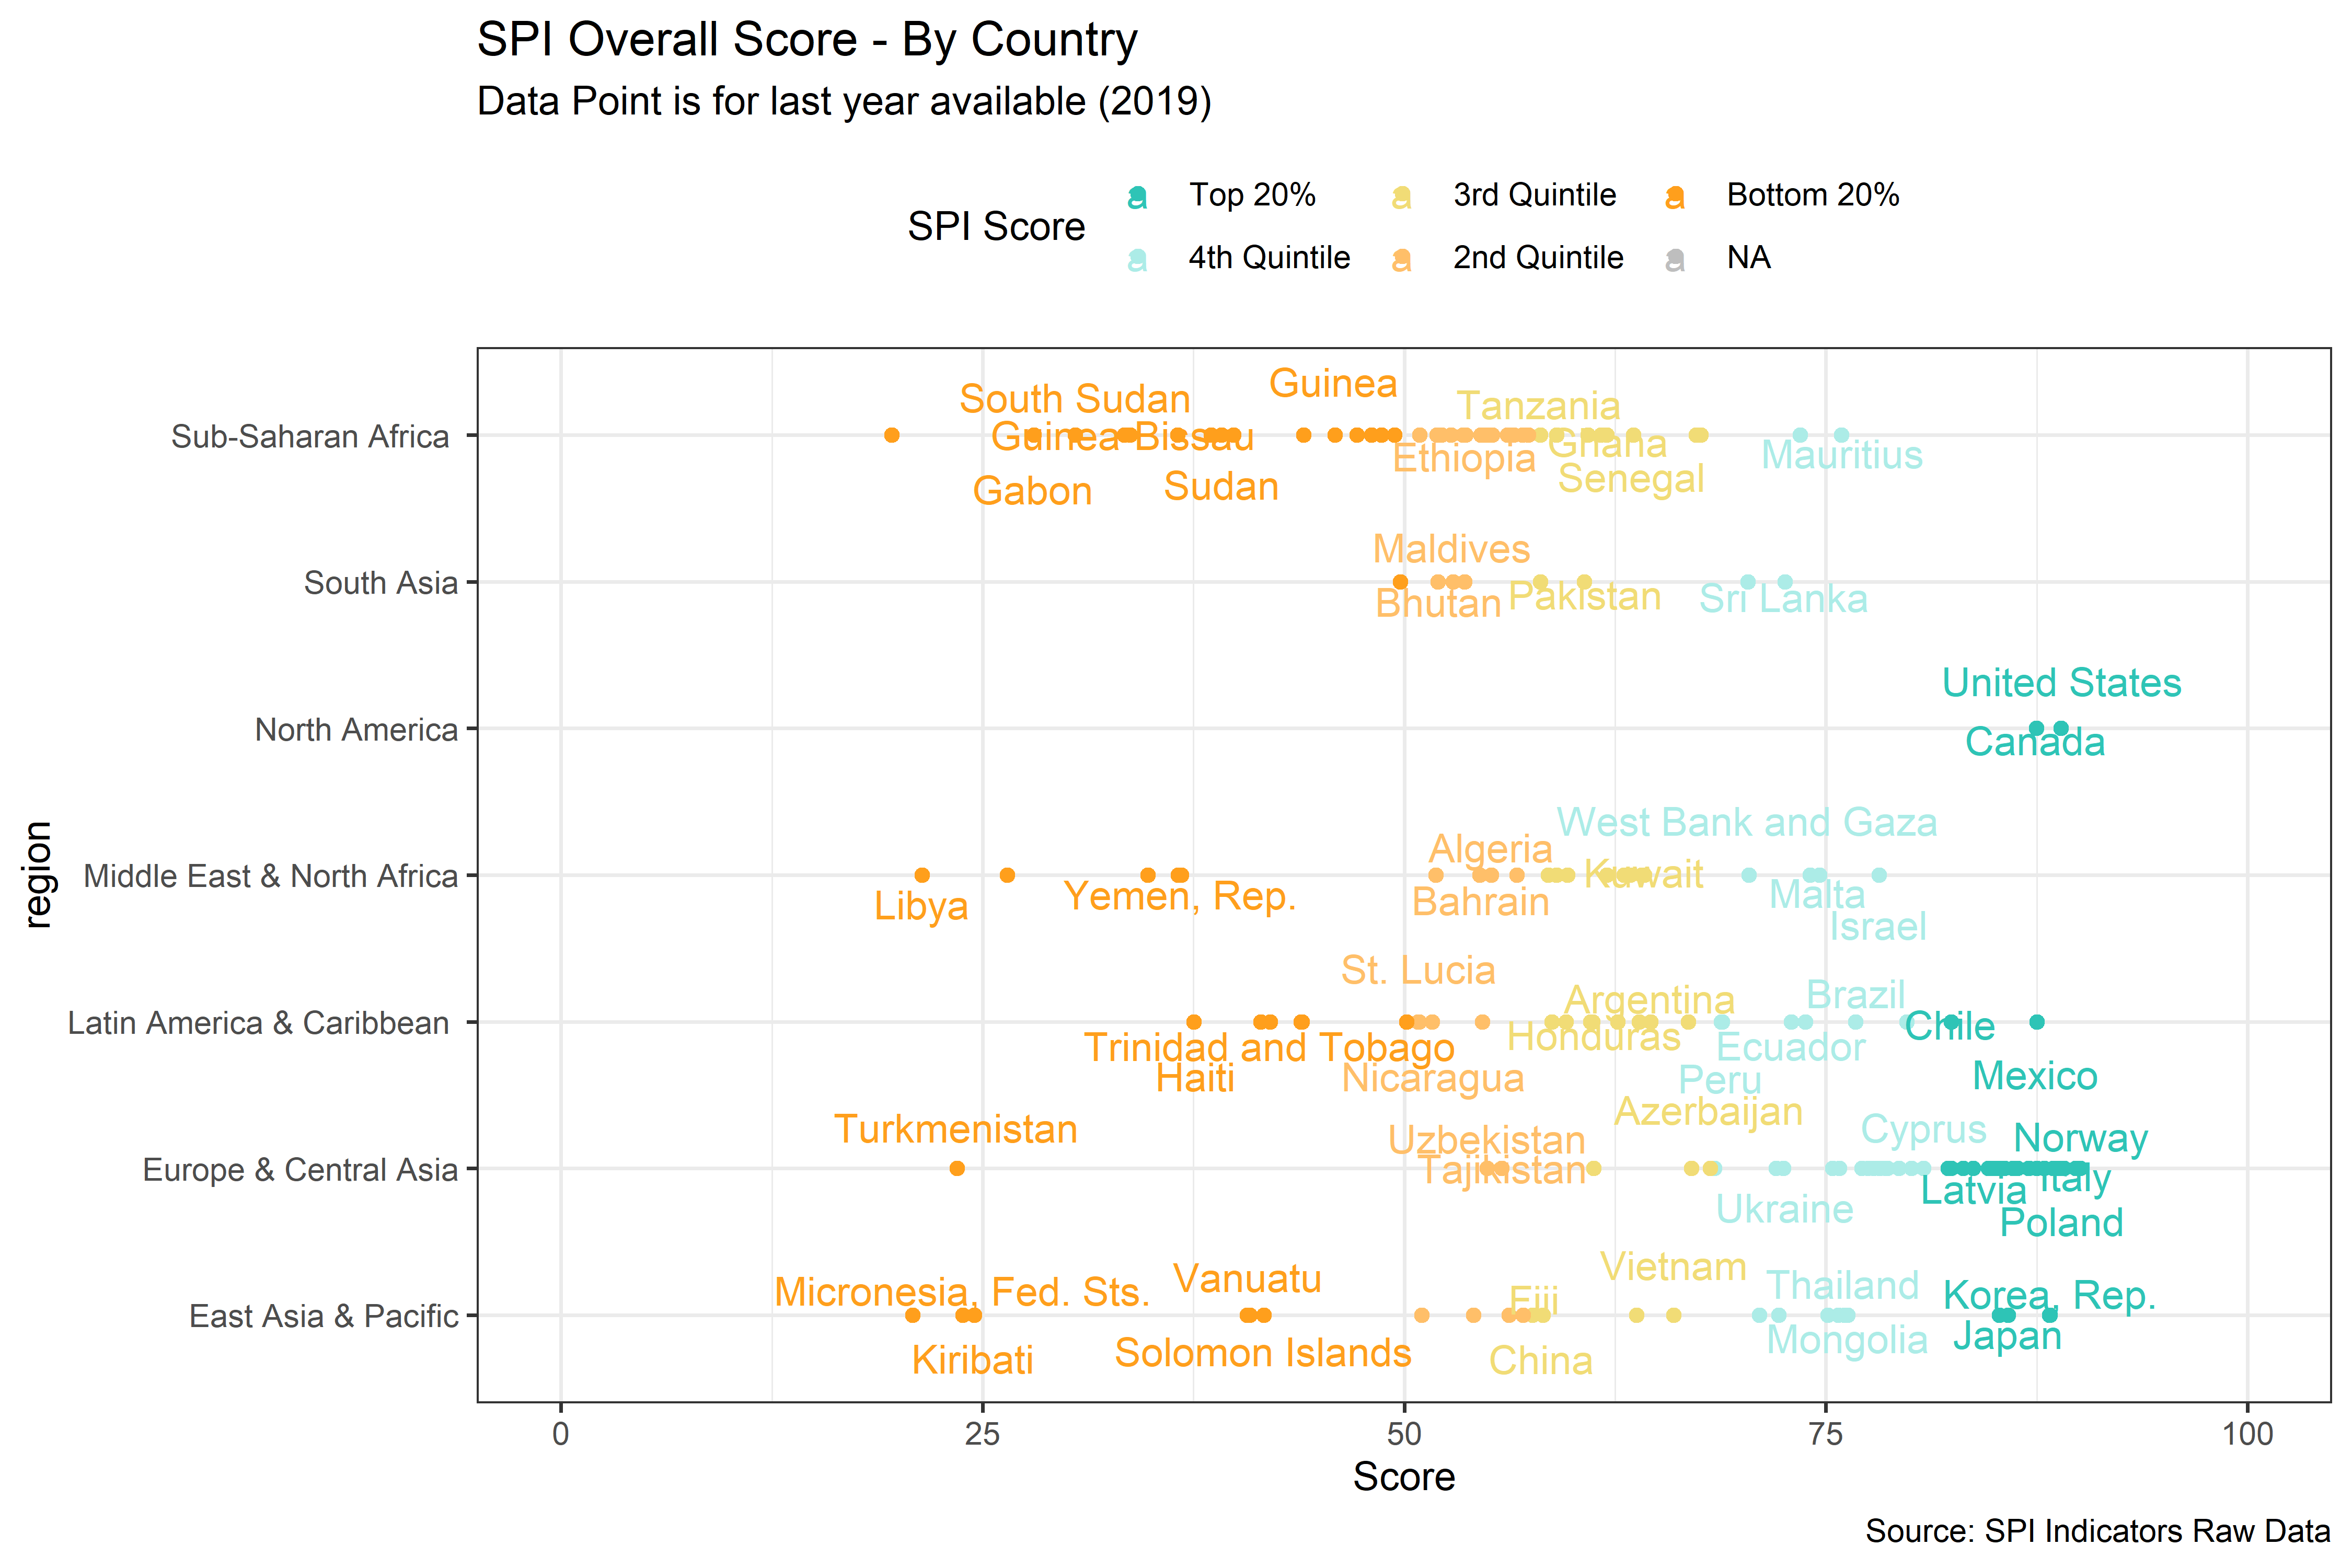 SPI Overall Score - By Country
Data Point is for last year available (2019)
SPI Score
a Top 20%
a 3rd Quintile
a Bottom 20%
a 4th Quintile
a 2nd Quintile
a NA
region
Sub-Saharan Africa
Guinea
South Sudan
Tanzania
Guinea-Bissau
Ghana
Ethiopia
Mauritius
Senegal
Gabon
Sudan
South Asia
Maldives
Bhutan
Pakistan
Sri Lanka
North America
United States
Canada
Middle East & North Africa
West Bank and Gaza
Algeria
Kuwait
Libya
Yemen, Rep.
Bahrain
Malta
Israel
Latin America & Caribbean
St. Lucia
Argentina
Brazil
Chile
Honduras
Trinidad and Tobago
Ecuador
Haiti
Nicaragua
Peru
Mexico
Europe & Central Asia
Azerbaijan
Turkmenistan
Uzbekistan
Cyprus
Norway
Tajikistan
Italy
Latvia
Ukraine
Poland
East Asia & Pacific
Vietnam
Vanuatu
Micronesia, Fed. Sts.
Fiji
Thailand
Korea, Rep.
Mongolia
Japan
Kiribati
Solomon Islands
China
0 25 50 75 100
Score
Source: SPI Indicators Raw Data